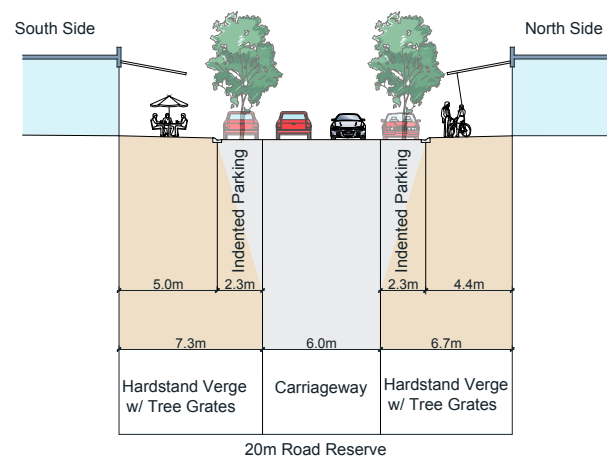 South Side
North Side
Indented Parking
Indented Parking
5.0m
2.3m
2.3m
4.4m
7.3m
6.0m
6.7m
Hardstand Verge
w/ Tree Grates
Carriageway
Hardstand Verge
w/ Tree Grates
20m Road Reserve